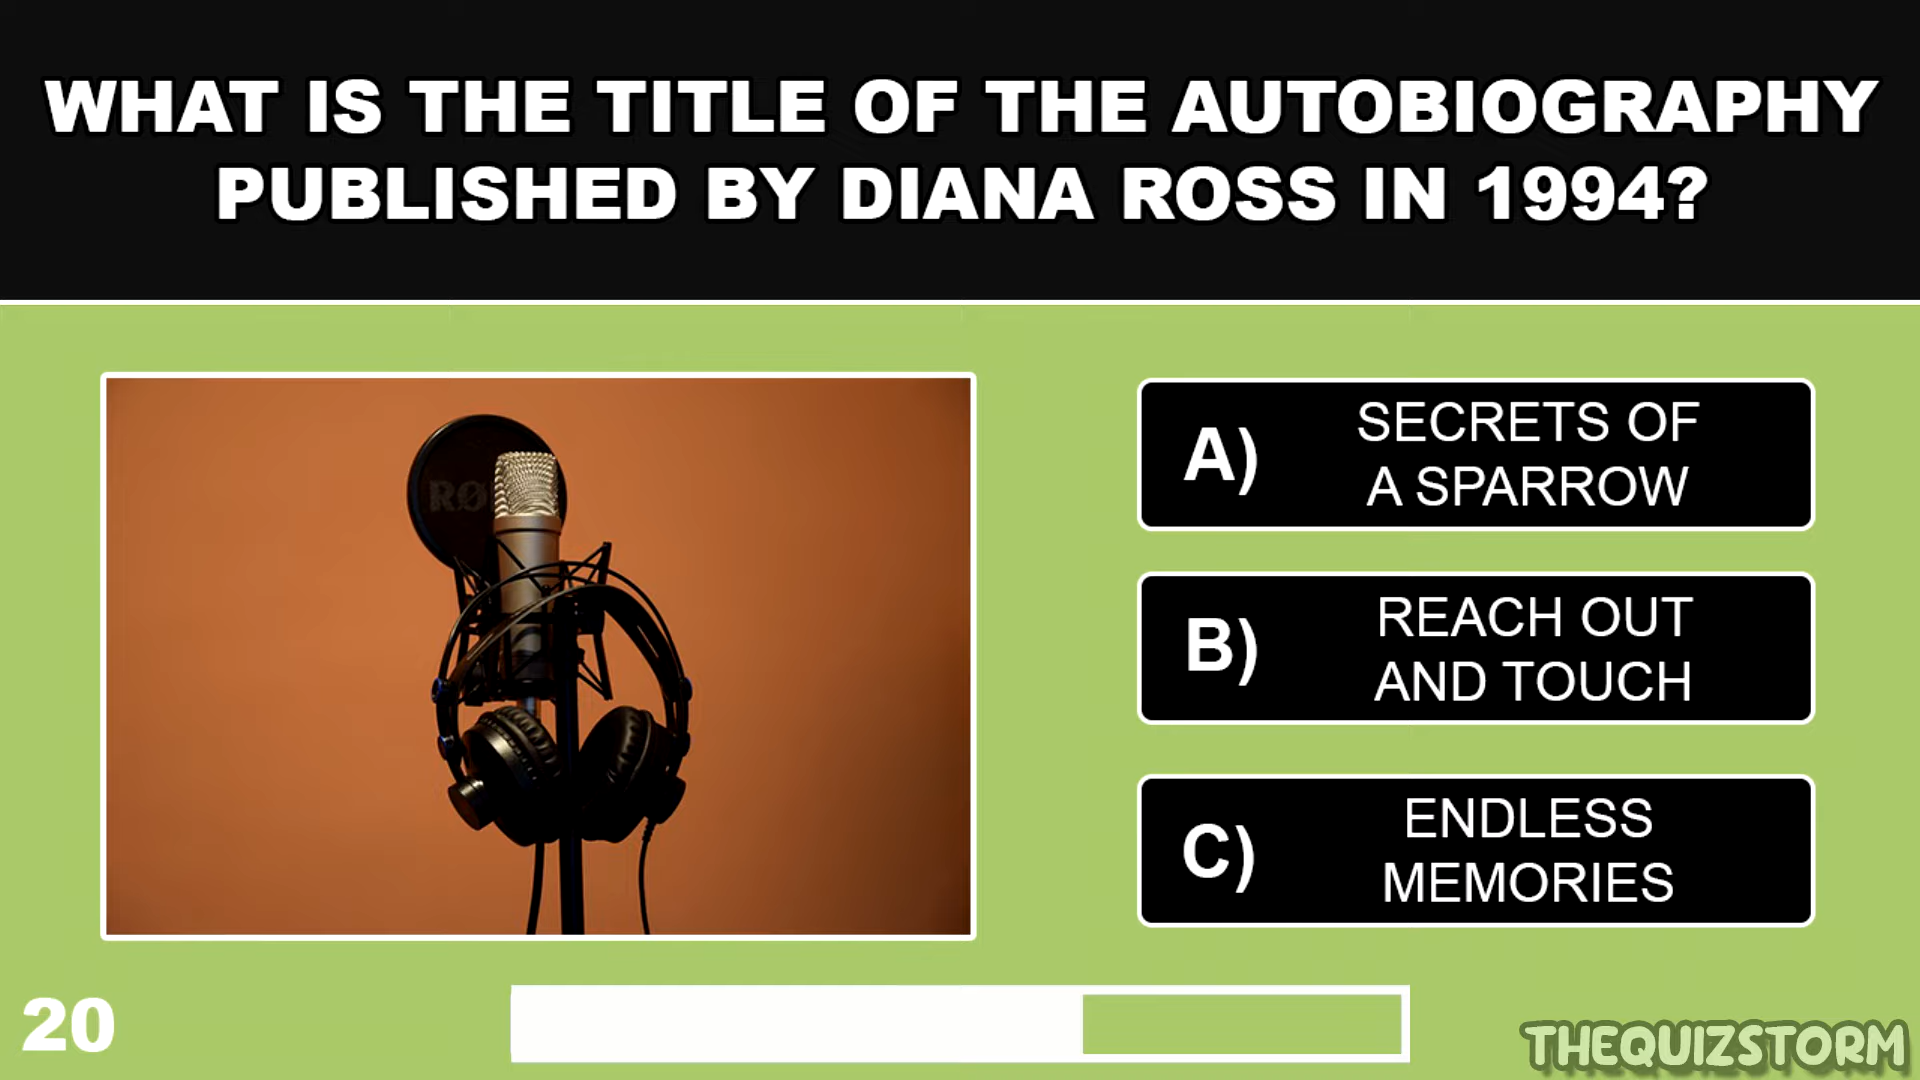 WHAT IS THE TITLE OF THE AUTOBIOGRAPHY
PUBLISHED BY DIANA ROSS IN 1994?
RØ
A)
SECRETS OF
A SPARROW
B)
REACH OUT
AND TOUCH
C)
ENDLESS
MEMORIES
20
THEQUIZSTORM